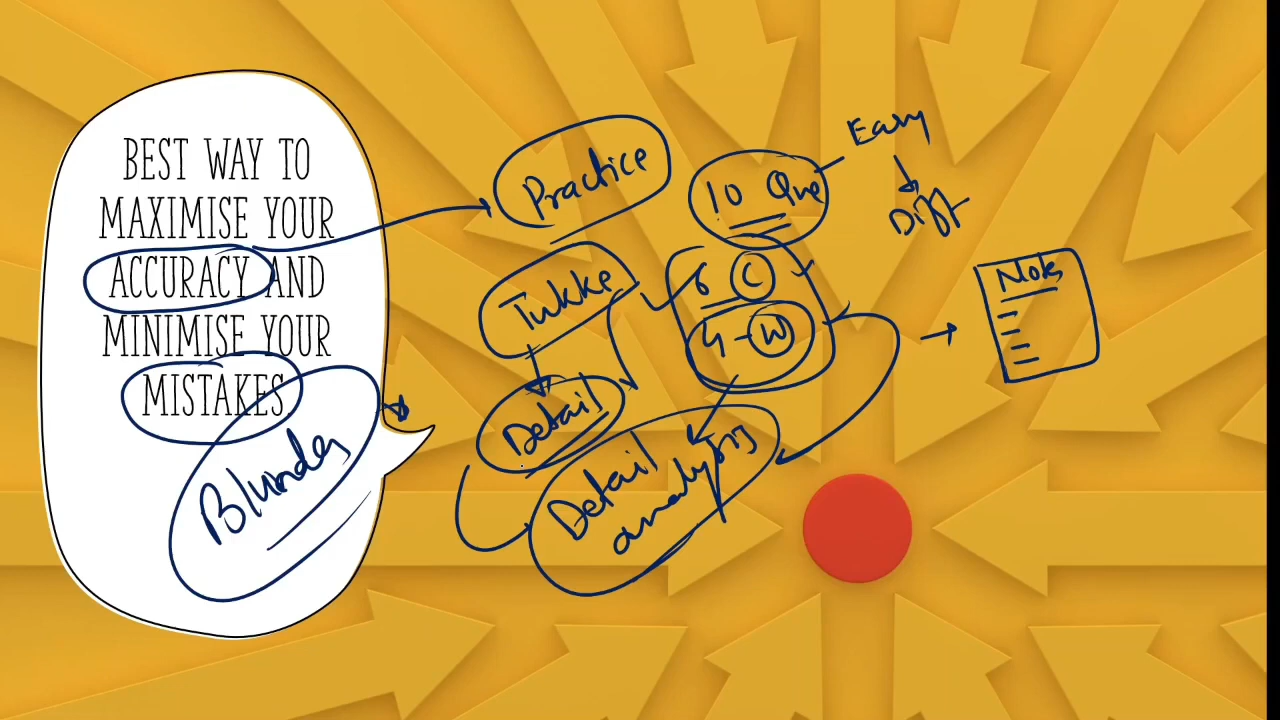 BEST WAY TO
MAXIMISE YOUR
ACCURACY AND
MINIMISE YOUR
MISTAKES
Blunder
Practice
10 Que
Easy
Diff
Tukke
6 C
4-W
Notes
Detail
Detail
analysis